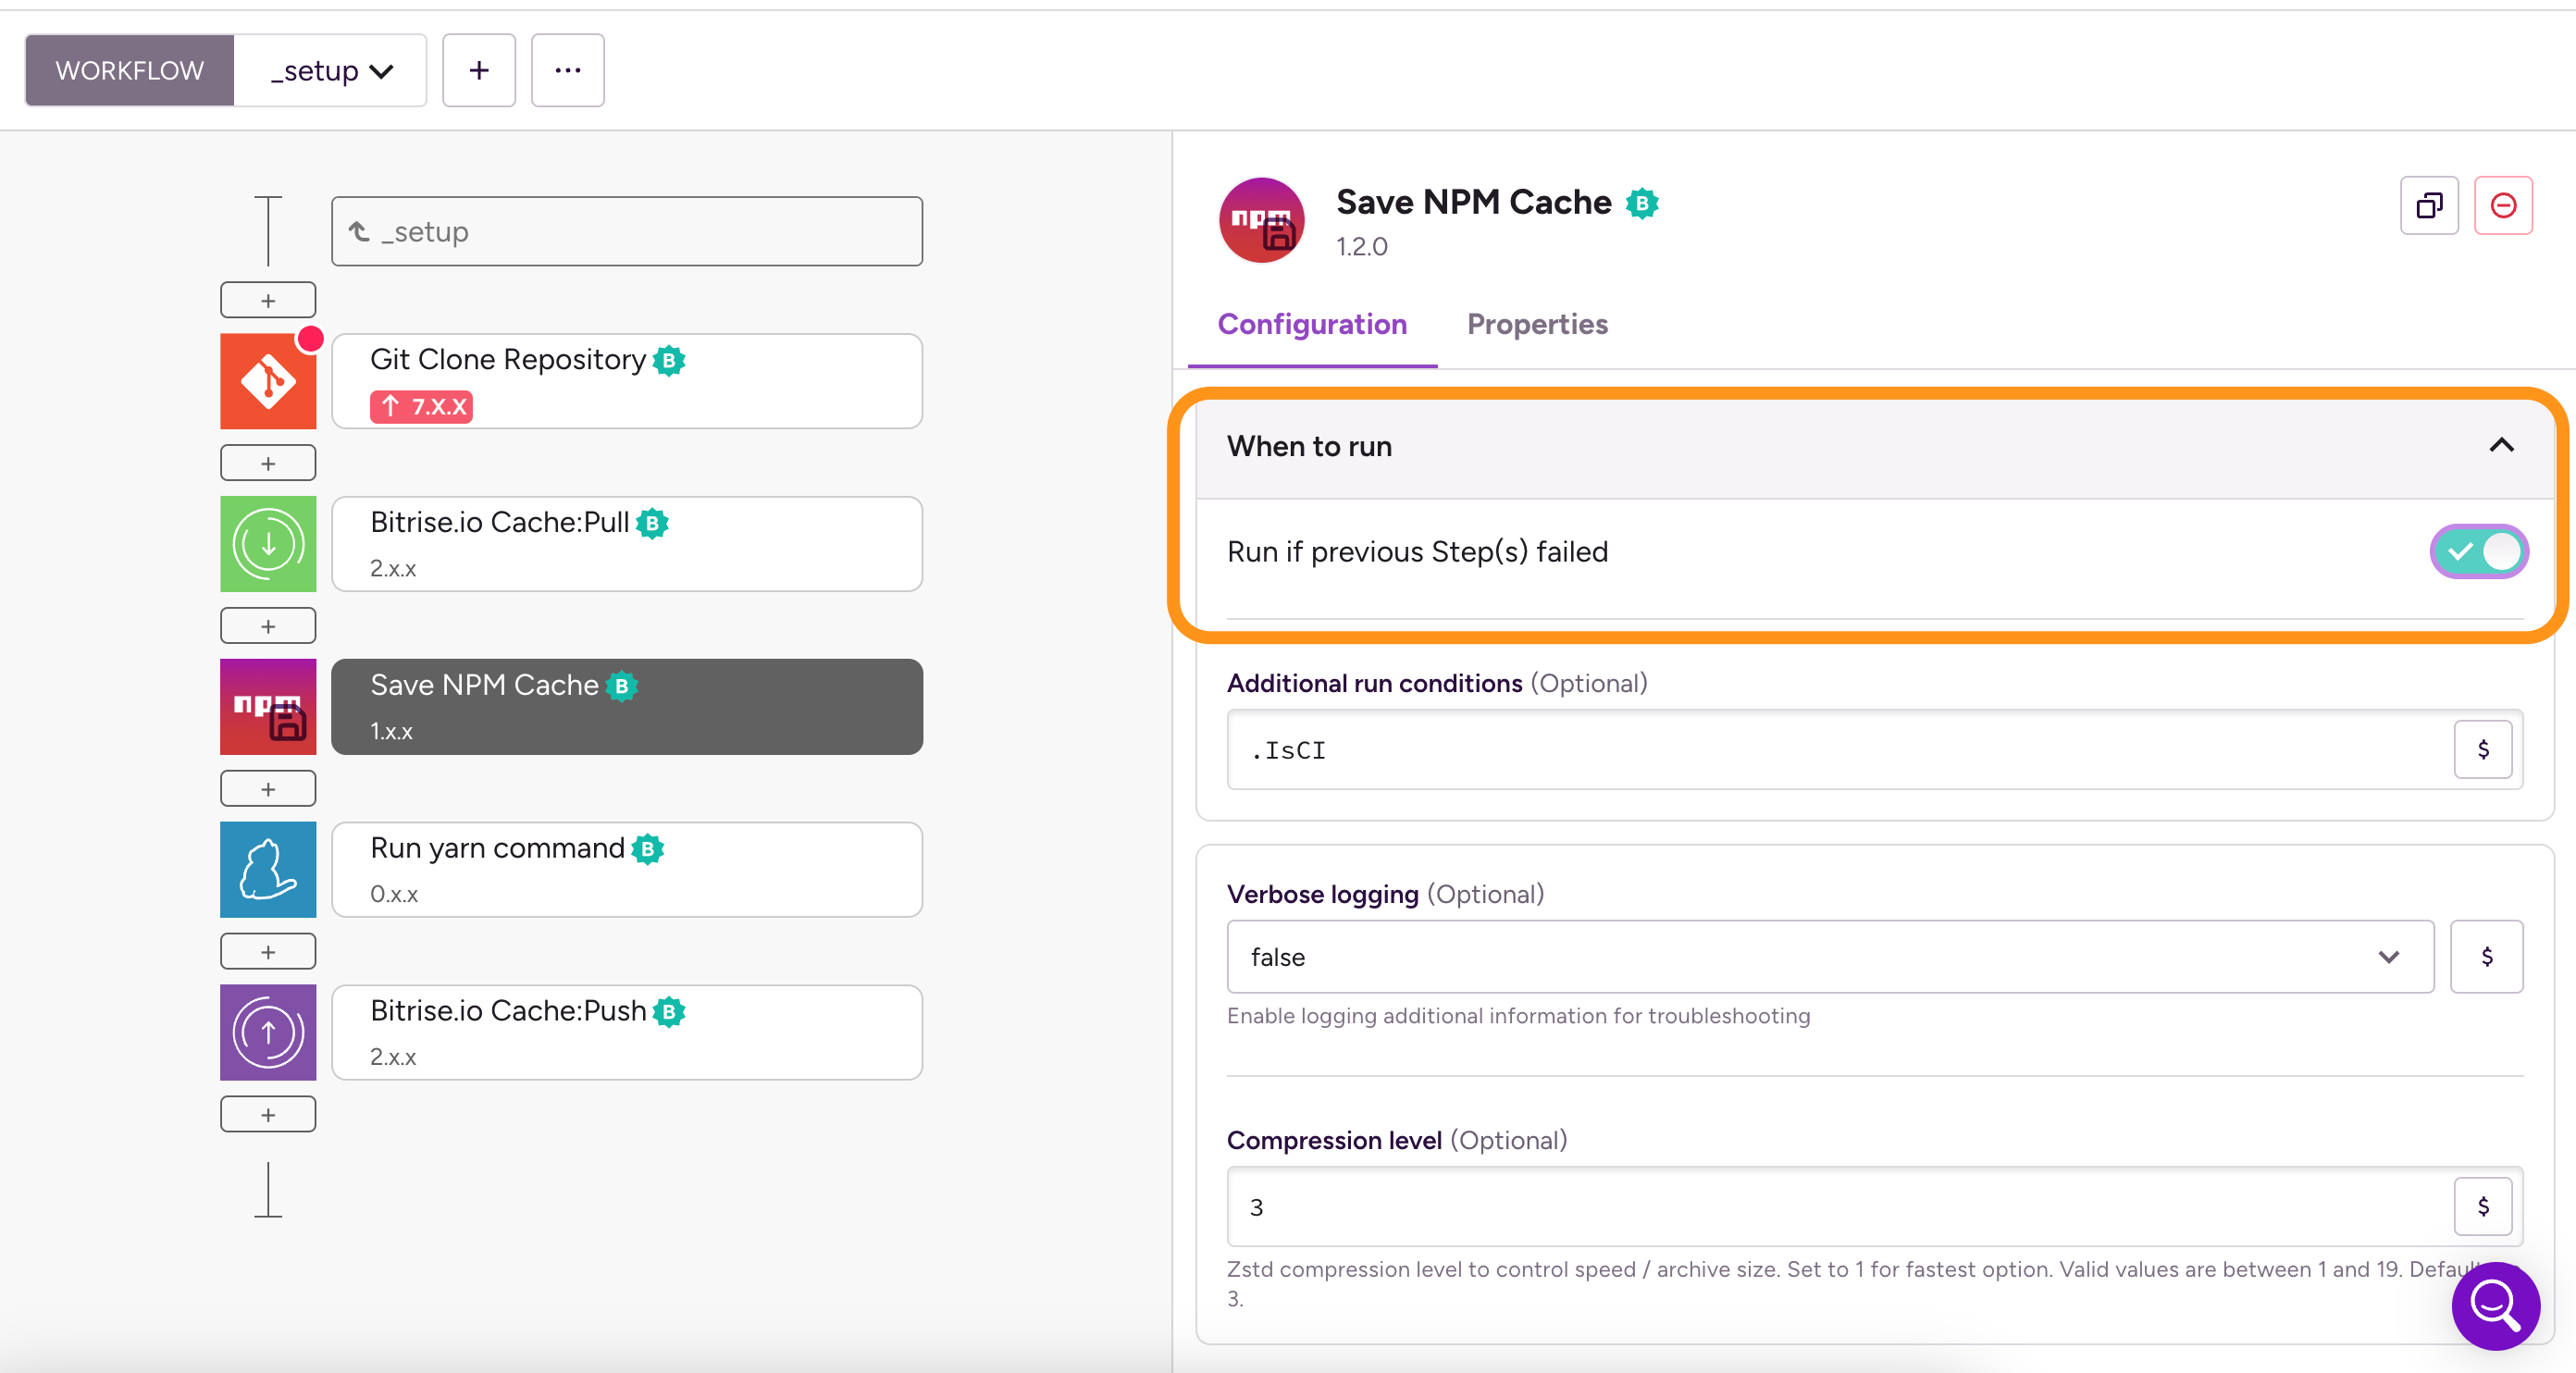 WORKFLOW
_setup
+
...
_setup
+
Git Clone Repository B
↑ 7.X.X
+
Bitrise.io Cache:Pull B
2.x.x
+
npm
Save NPM Cache B
1.x.x
+
Run yarn command B
0.x.x
+
Bitrise.io Cache:Push B
2.x.x
+
npm
Save NPM Cache B
1.2.0
Configuration
Properties
When to run
Run if previous Step(s) failed
Additional run conditions (Optional)
.IsCI
$
Verbose logging (Optional)
false
$
Enable logging additional information for troubleshooting
Compression level (Optional)
3
$
Zstd compression level to control speed / archive size. Set to 1 for fastest option. Valid values are between 1 and 19.
3.